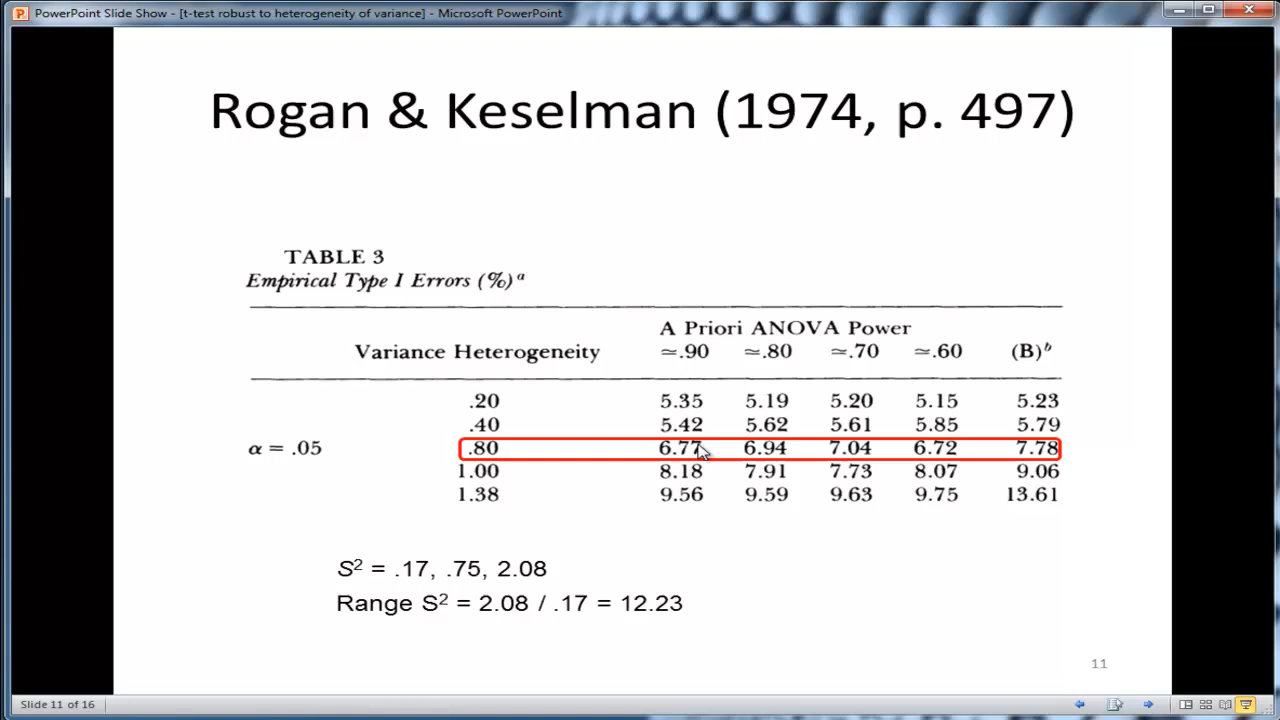 PowerPoint Slide Show - [t-test robust to heterogeneity of variance] - Microsoft PowerPoint
Rogan & Keselman (1974, p. 497)
TABLE 3
Empirical Type I Errors (%)ᵃ
A Priori ANOVA Power
Variance Heterogeneity ≃.90 ≃.80 ≃.70 ≃.60 (B)ᵇ
.20 5.35 5.19 5.20 5.15 5.23
.40 5.42 5.62 5.61 5.85 5.79
α = .05 .80 6.77 6.94 7.04 6.72 7.78
1.00 8.18 7.91 7.73 8.07 9.06
1.38 9.56 9.59 9.63 9.75 13.61
S² = .17, .75, 2.08
Range S² = 2.08 / .17 = 12.23
11
Slide 11 of 16